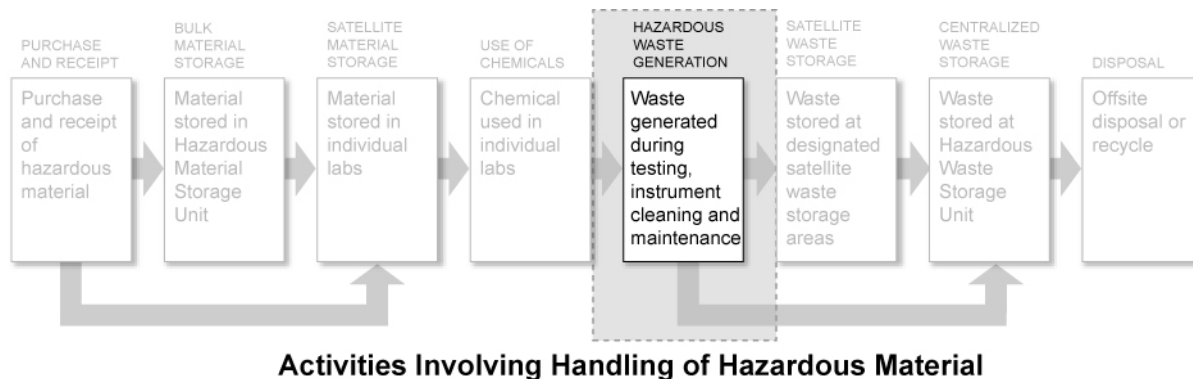 PURCHASE
AND RECEIPT
Purchase
and receipt
of
hazardous
material
BULK
MATERIAL
STORAGE
Material
stored in
Hazardous
Material
Storage
Unit
SATELLITE
MATERIAL
STORAGE
Material
stored in
individual
labs
USE OF
CHEMICALS
Chemical
used in
individual
labs
HAZARDOUS
WASTE
GENERATION
Waste
generated
during
testing,
instrument
cleaning and
maintenance
SATELLITE
WASTE
STORAGE
Waste
stored at
designated
satellite
waste
storage
areas
CENTRALIZED
WASTE
STORAGE
Waste
stored at
Hazardous
Waste
Storage
Unit
DISPOSAL
Offsite
disposal or
recycle
Activities Involving Handling of Hazardous Material